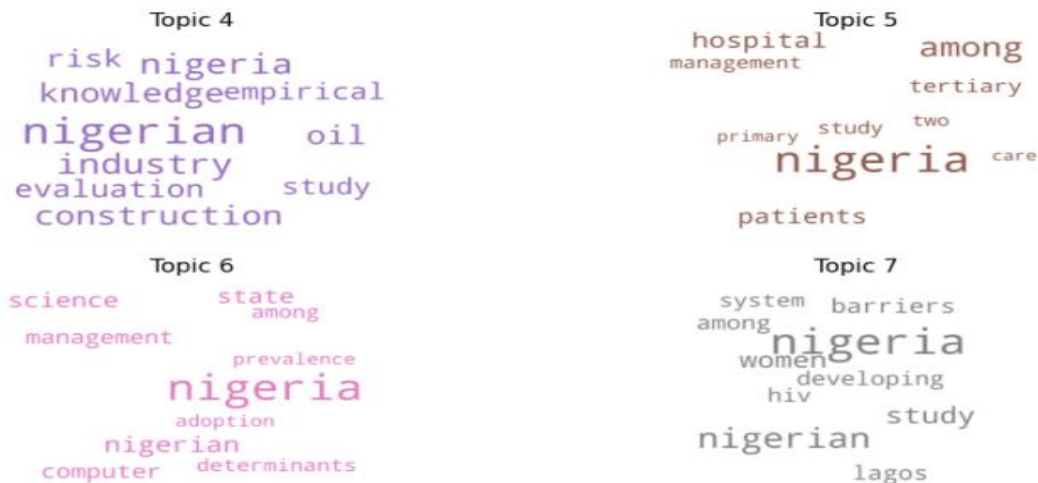 Topic 4
risk nigeria
knowledge empirical
nigerian oil
industry
evaluation study
construction
Topic 5
hospital among
management
tertiary
primary study two
nigeria care
patients
Topic 6
science state
among
management
prevalence
nigeria
adoption
nigerian
computer determinants
Topic 7
system barriers
among nigeria
women
developing
hiv
study
nigerian
lagos